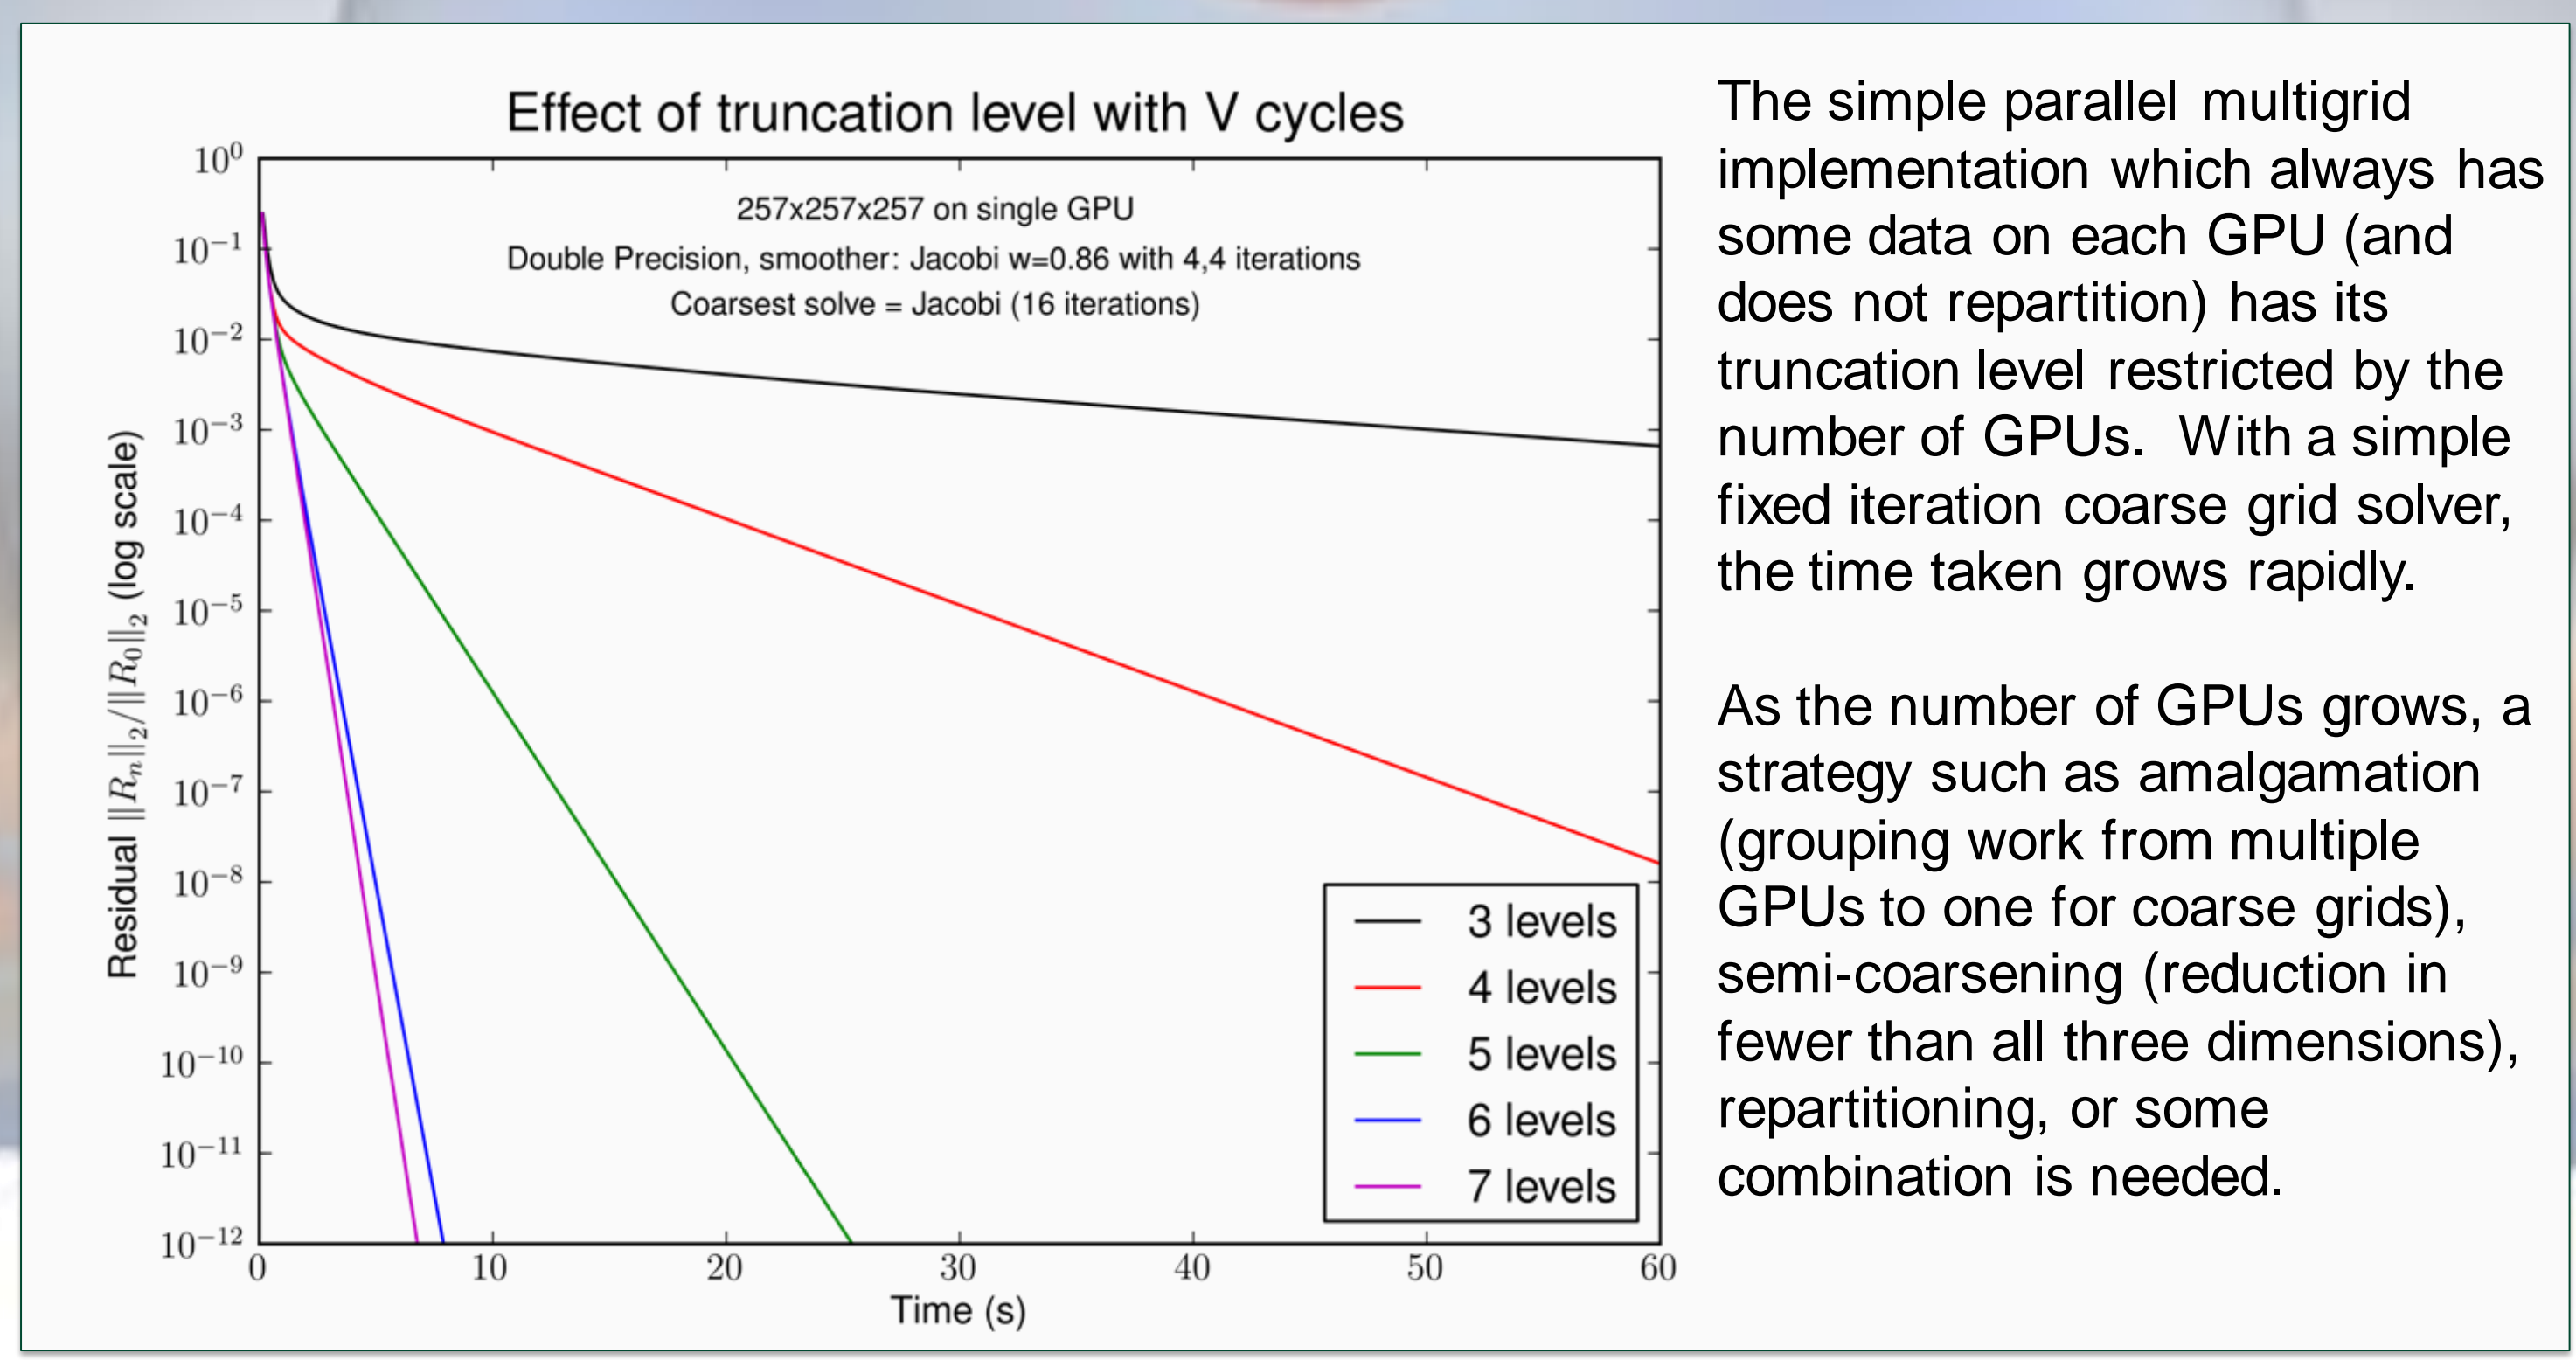 Effect of truncation level with V cycles
257x257x257 on single GPU
Double Precision, smoother: Jacobi w=0.86 with 4,4 iterations
Coarsest solve = Jacobi (16 iterations)
Residual ||R_n||_2/||R_0||_2 (log scale)
10^0
10^−1
10^−2
10^−3
10^−4
10^−5
10^−6
10^−7
10^−8
10^−9
10^−10
10^−11
10^−12
0 10 20 30 40 50 60
Time (s)
3 levels
4 levels
5 levels
6 levels
7 levels
The simple parallel multigrid
implementation which always has
some data on each GPU (and
does not repartition) has its
truncation level restricted by the
number of GPUs. With a simple
fixed iteration coarse grid solver,
the time taken grows rapidly.
As the number of GPUs grows, a
strategy such as amalgamation
(grouping work from multiple
GPUs to one for coarse grids),
semi-coarsening (reduction in
fewer than all three dimensions),
repartitioning, or some
combination is needed.